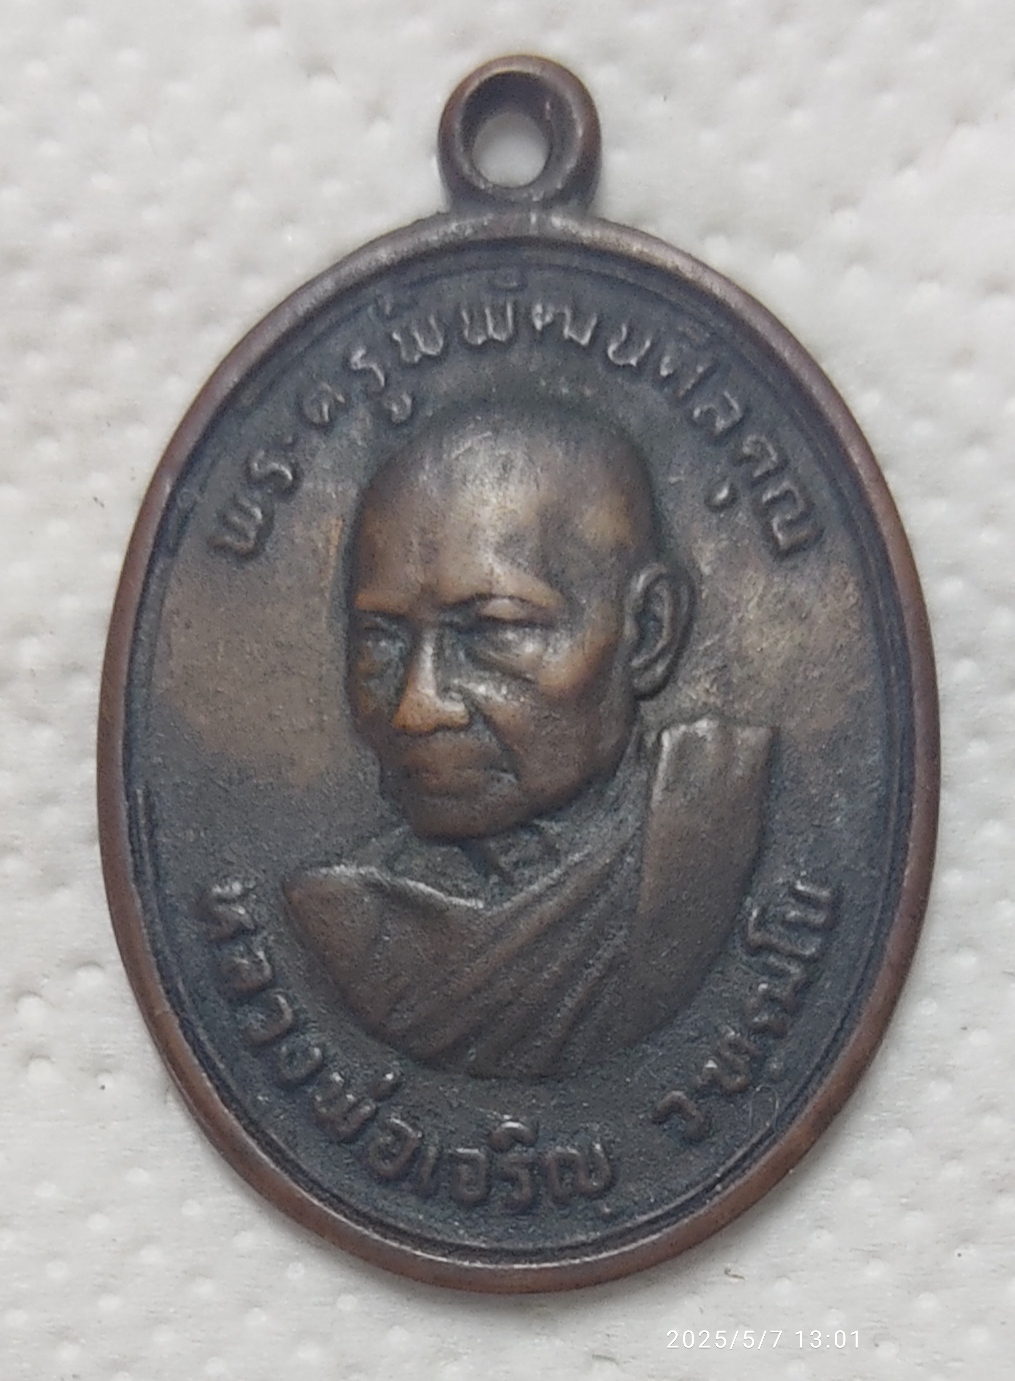 พระครูพิพัฒนศีลคุณ
หลวงพ่อเจริญ
2025/5/7 13:01